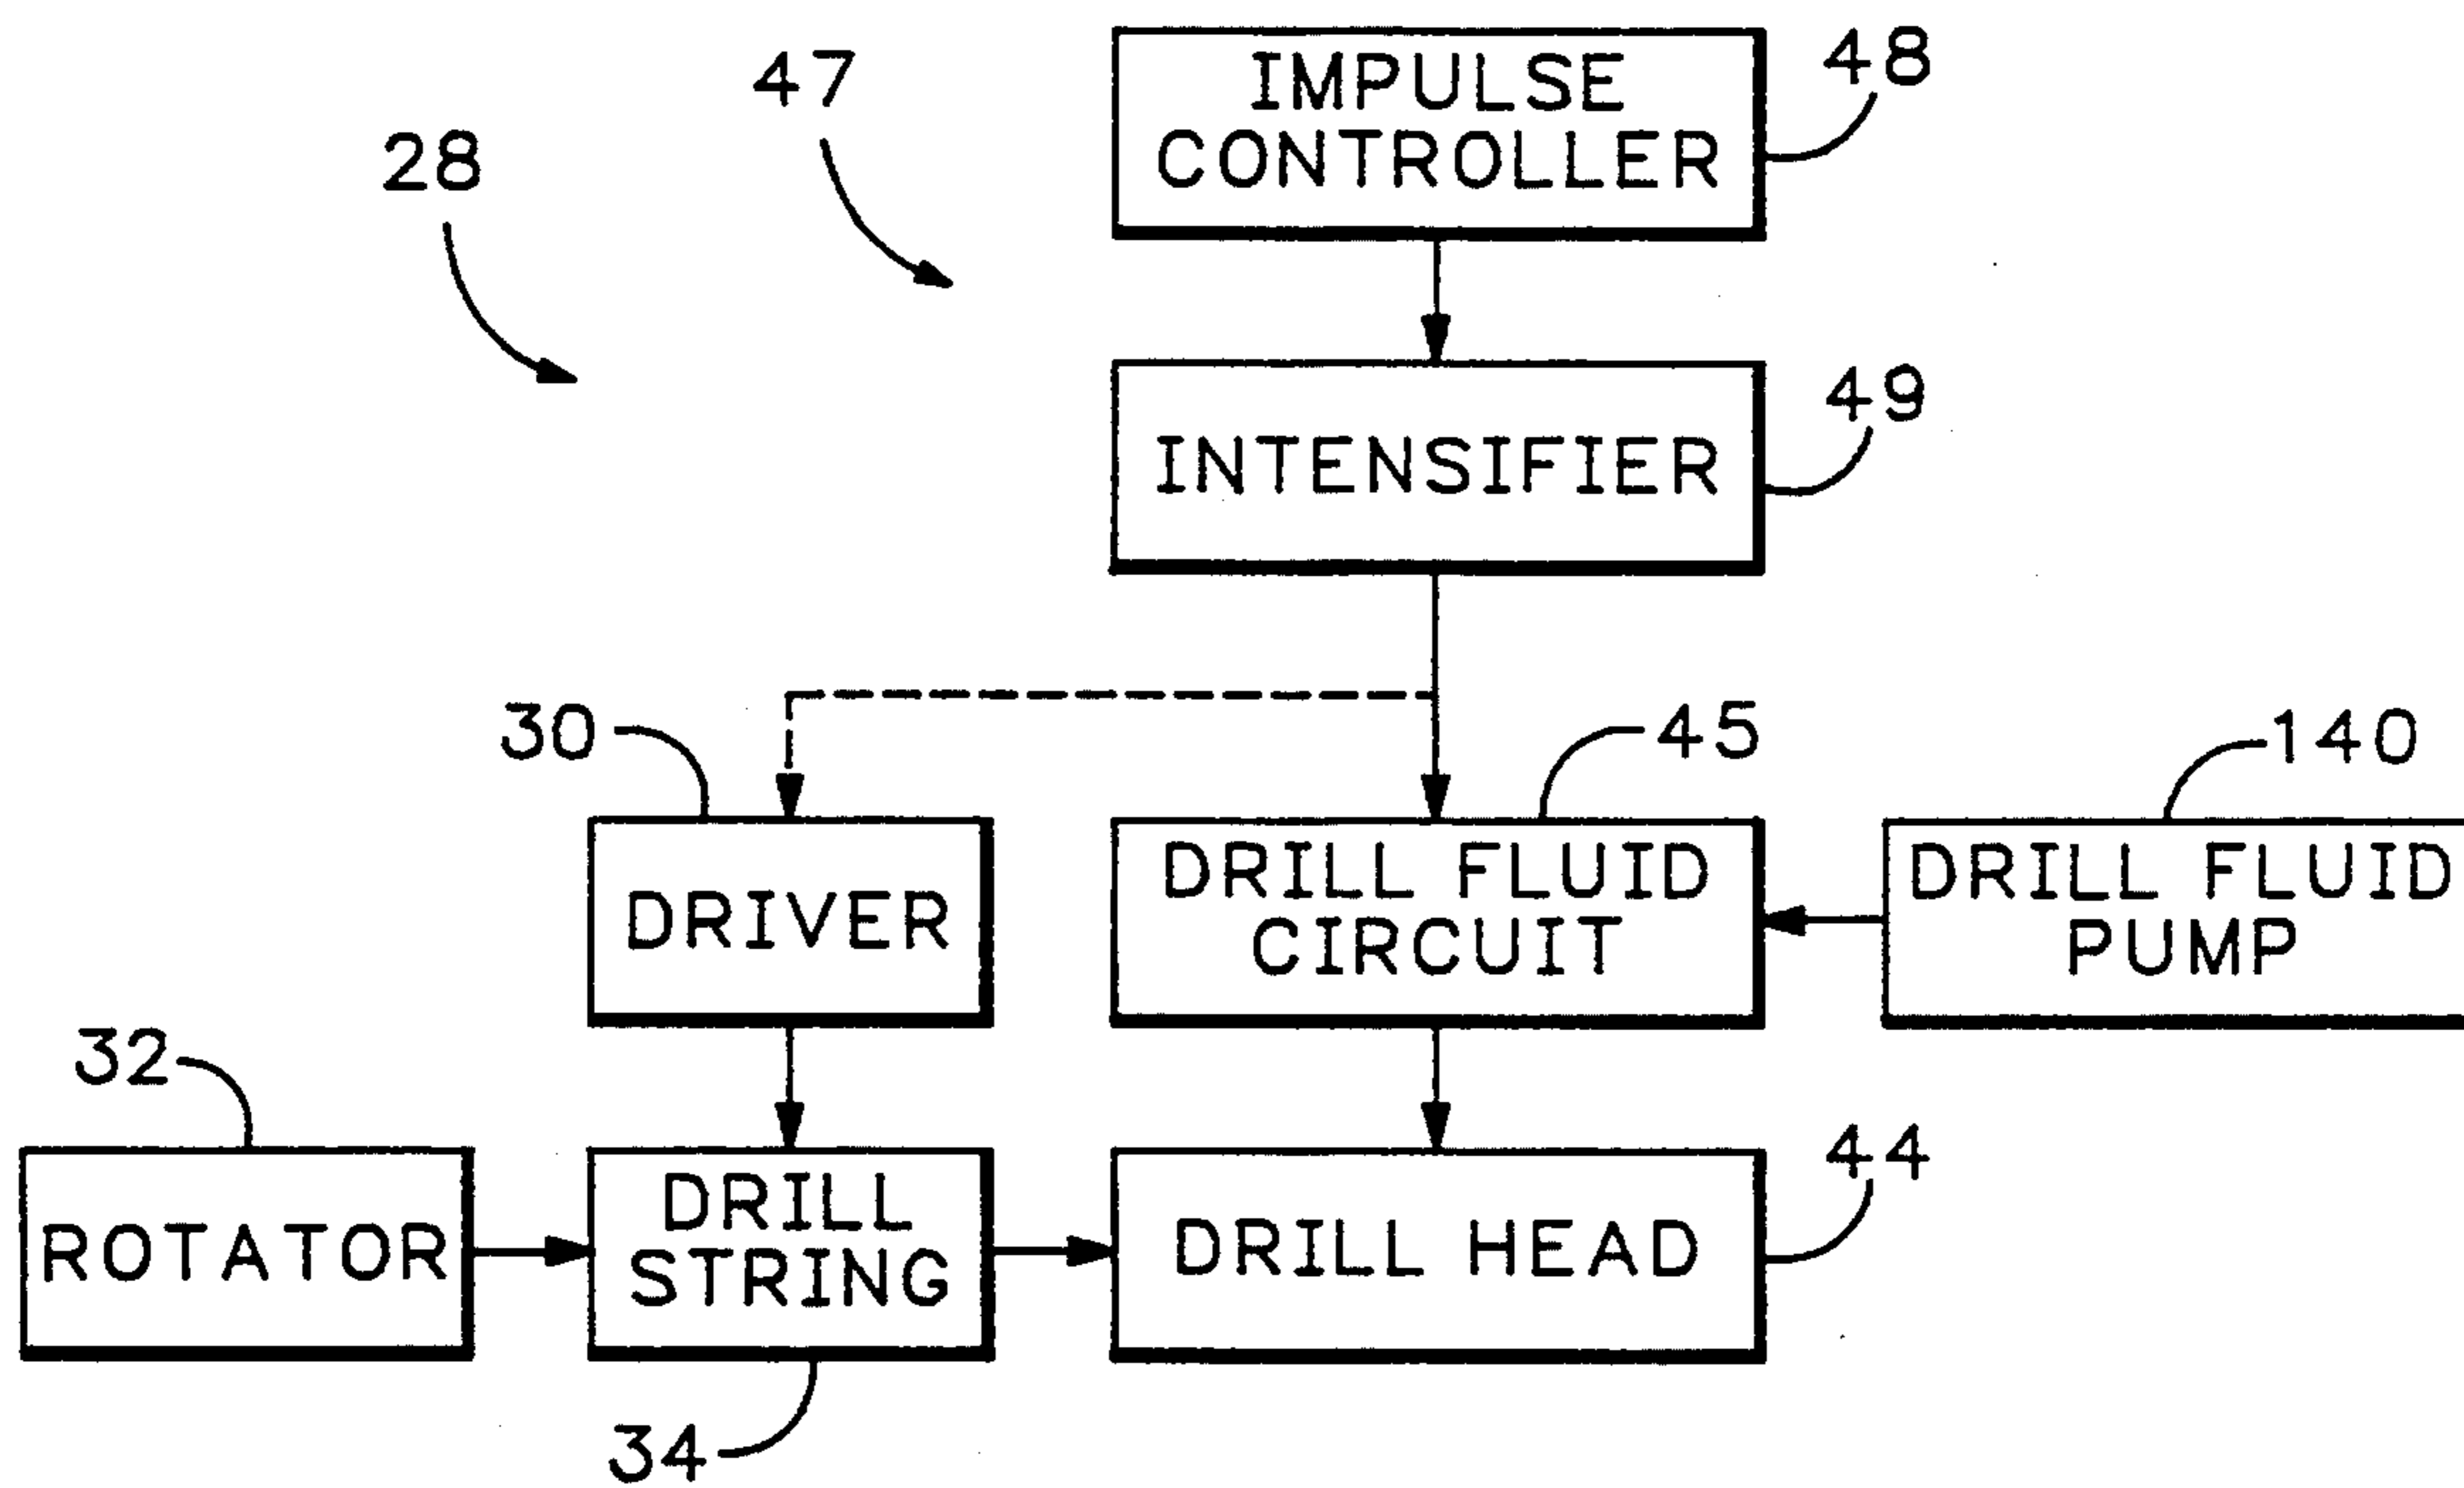 47
28
IMPULSE
CONTROLLER
48
INTENSIFIER
49
30
45
140
DRIVER
DRILL FLUID
CIRCUIT
DRILL FLUID
PUMP
32
ROTATOR
DRILL
STRING
DRILL HEAD
44
34